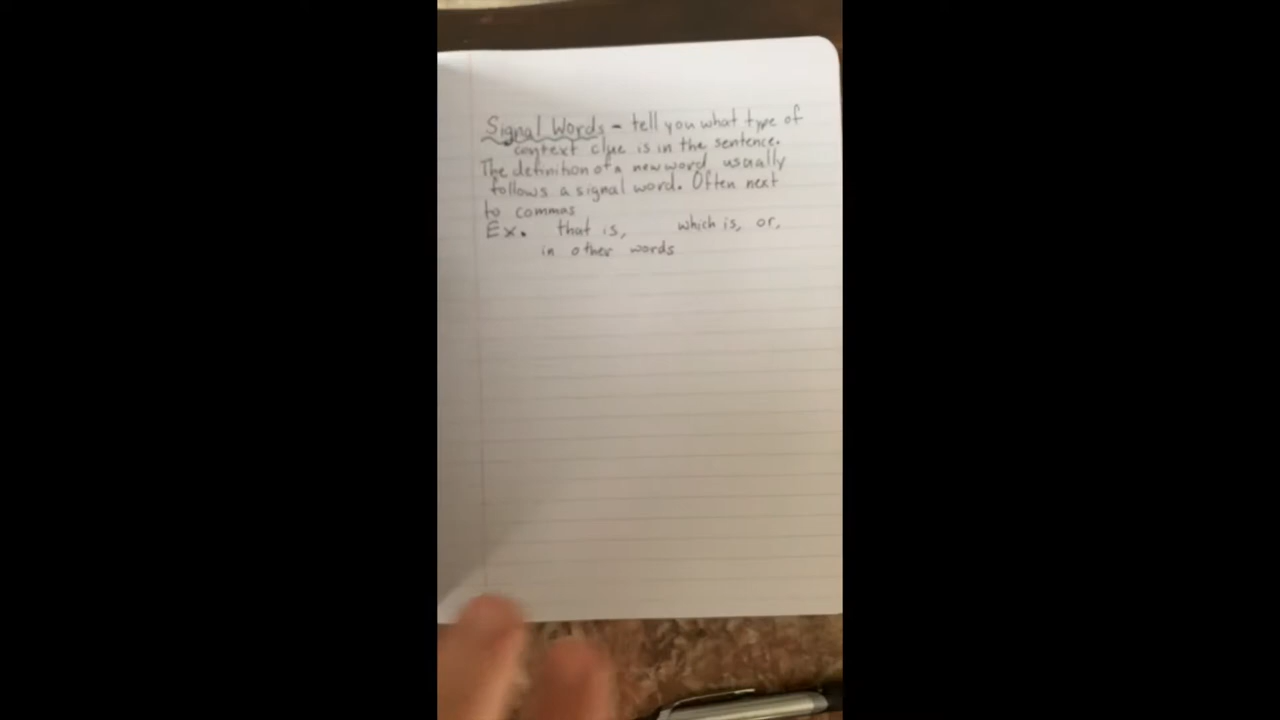 Signal Words - tell you what type of
context clue is in the sentence.
The definition of a new word usually
follows a signal word. Often next
to commas
Ex. that is, which is, or,
in other words